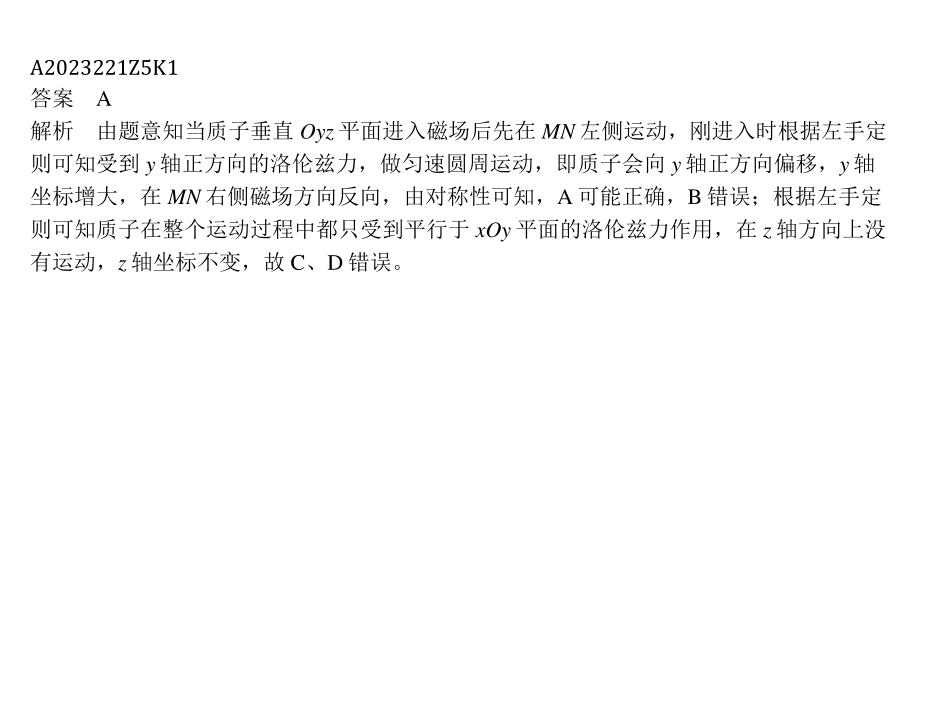 A2023221Z5K1
答案 A
解析 由题意知当质子垂直 Oyz 平面进入磁场后先在 MN 左侧运动，刚进入时根据左手定
则可知受到 y 轴正方向的洛伦兹力，做匀速圆周运动，即质子会向 y 轴正方向偏移，y 轴
坐标增大，在 MN 右侧磁场方向反向，由对称性可知，A 可能正确，B 错误；根据左手定
则可知质子在整个运动过程中都只受到平行于 xOy 平面的洛伦兹力作用，在 z 轴方向上没
有运动，z 轴坐标不变，故 C、D 错误。